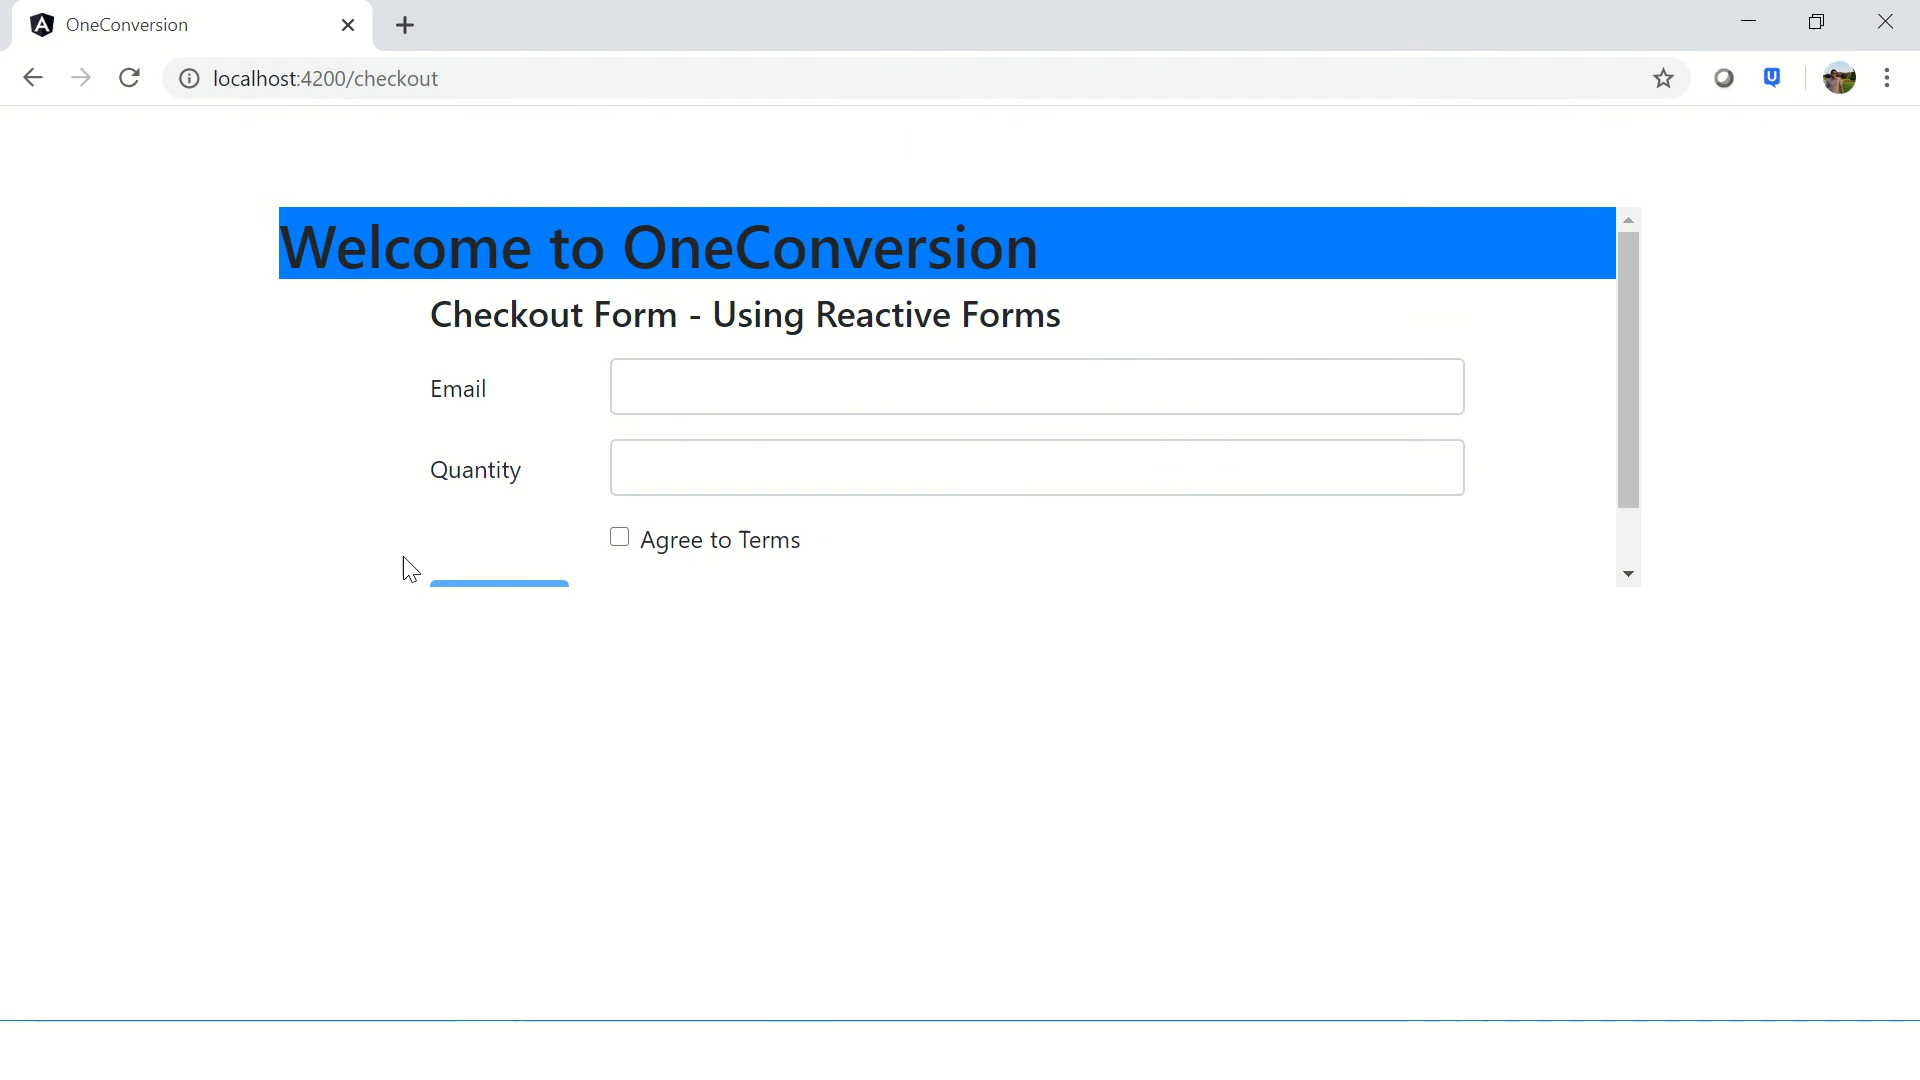 OneConversion
localhost:4200/checkout
Welcome to OneConversion
Checkout Form - Using Reactive Forms
Email
Quantity
Agree to Terms